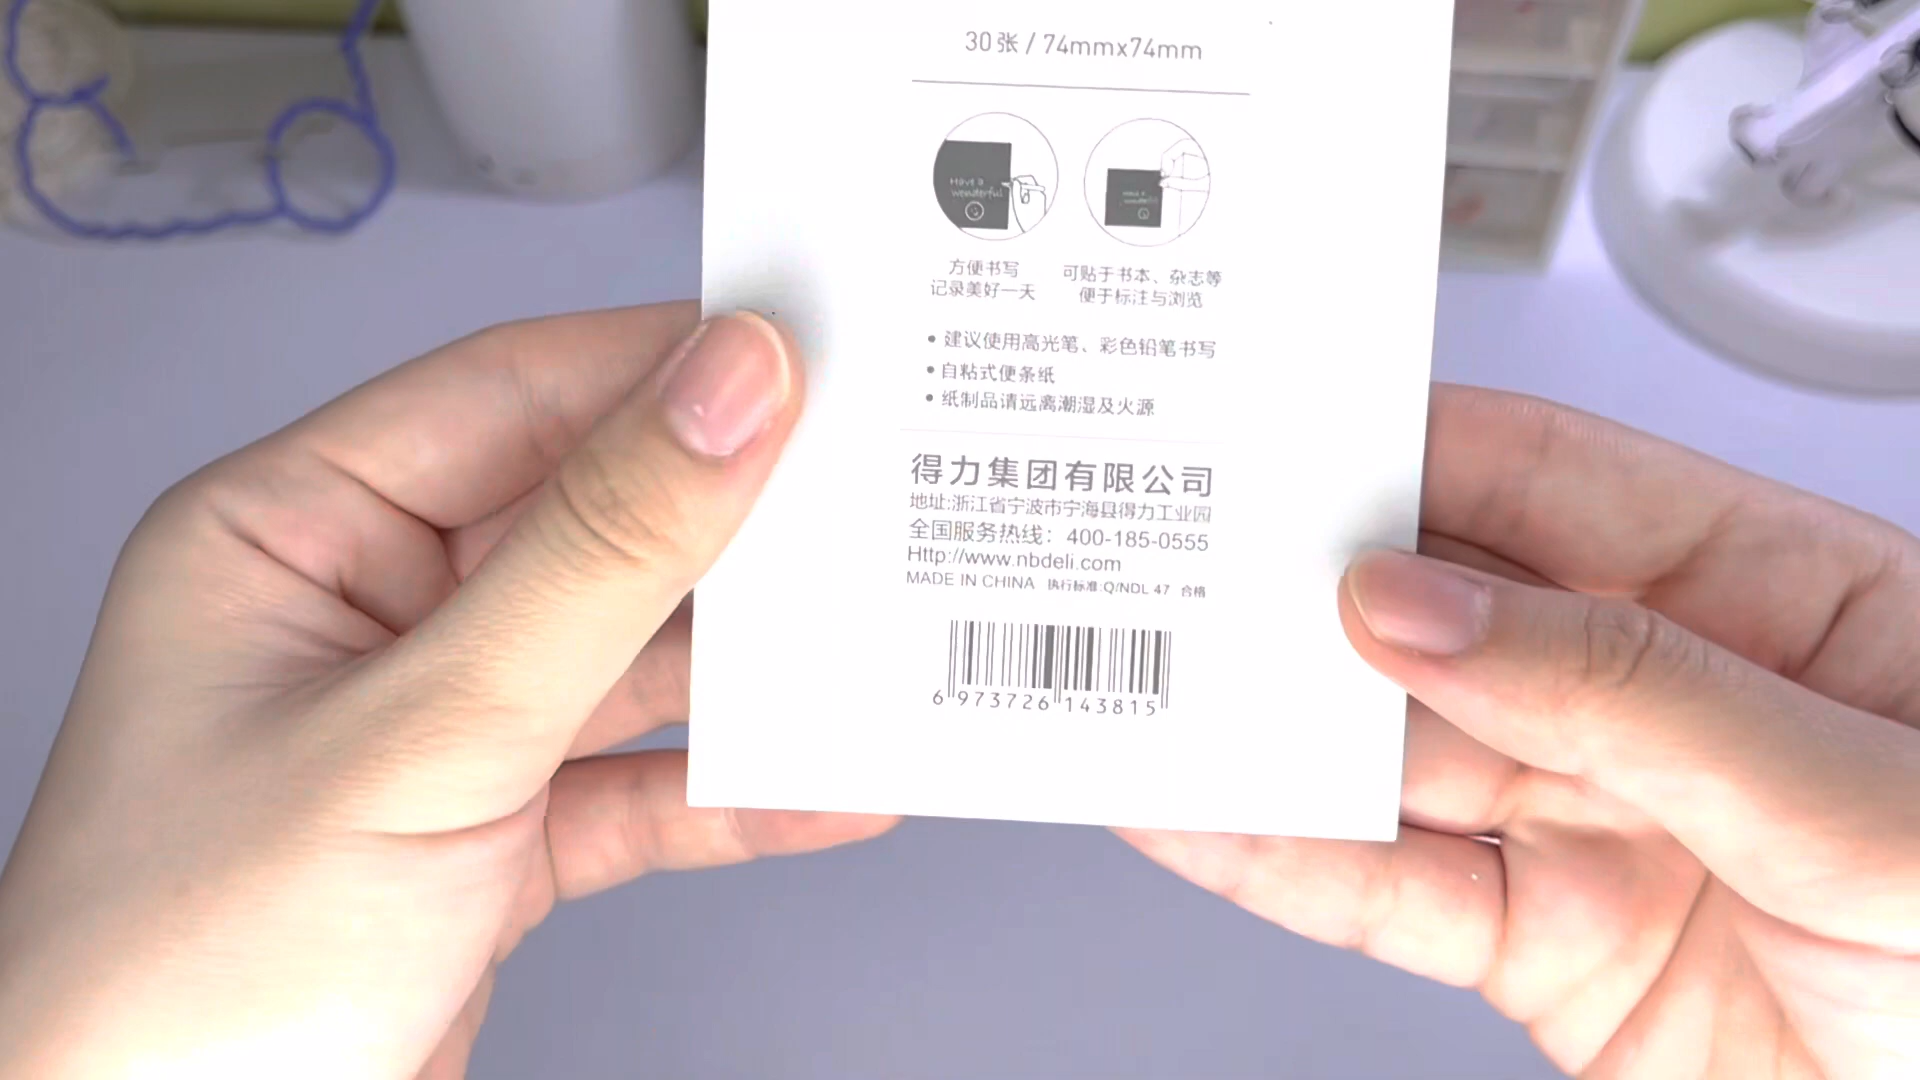 30张 / 74mmx74mm
Have a
wonderful
方便书写
记录美好一天
可贴于书本、杂志等
便于标注与浏览
• 建议使用高光笔、彩色铅笔书写
• 自粘式便条纸
• 纸制品请远离潮湿及火源
得力集团有限公司
地址:浙江省宁波市宁海县得力工业园
全国服务热线：400-185-0555
Http://www.nbdeli.com
MADE IN CHINA 执行标准:Q/NDL 47 合格
6 973726 143815